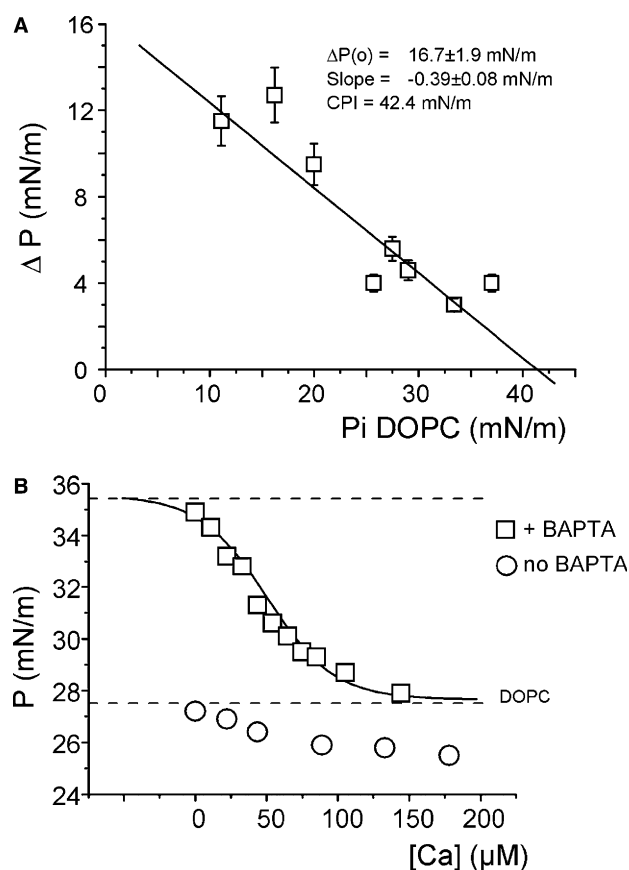 A
16
12
8
4
0
Δ P (mN/m)
ΔP(o) = 16.7±1.9 mN/m
Slope = -0.39±0.08 mN/m
CPI = 42.4 mN/m
0 10 20 30 40
Pi DOPC (mN/m)
B
36
34
32
30
28
26
24
P (mN/m)
+ BAPTA
no BAPTA
DOPC
0 50 100 150 200
[Ca] (µM)